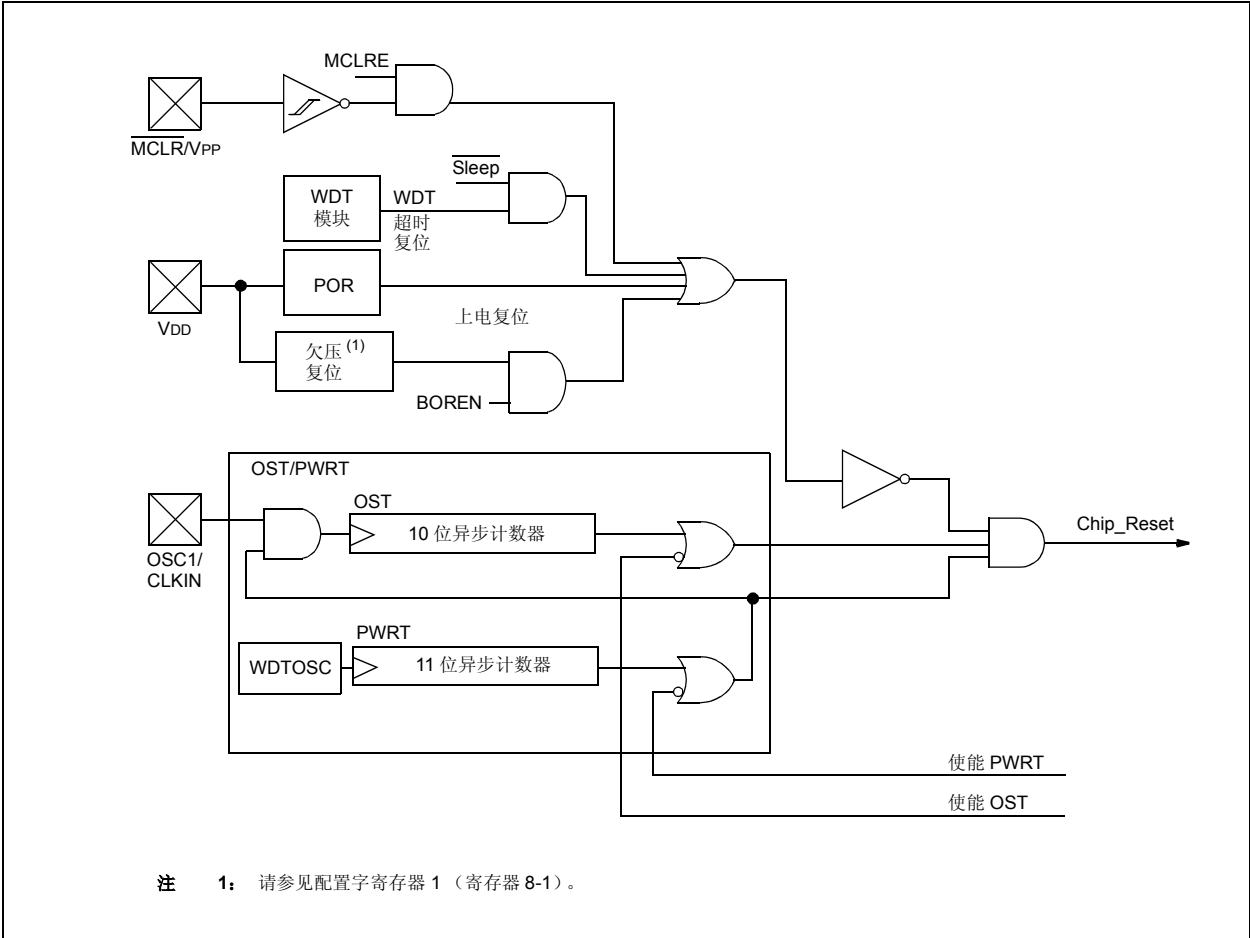 MCLRE
MCLR/VPP
Sleep
WDT
模块
WDT
超时
复位
VDD
POR
上电复位
欠压 (1)
复位
BOREN
OST/PWRT
OST
10 位异步计数器
OSC1/
CLKIN
Chip_Reset
PWRT
WDTOSC
11 位异步计数器
使能 PWRT
使能 OST
注 1： 请参见配置字寄存器 1 （寄存器 8-1）。